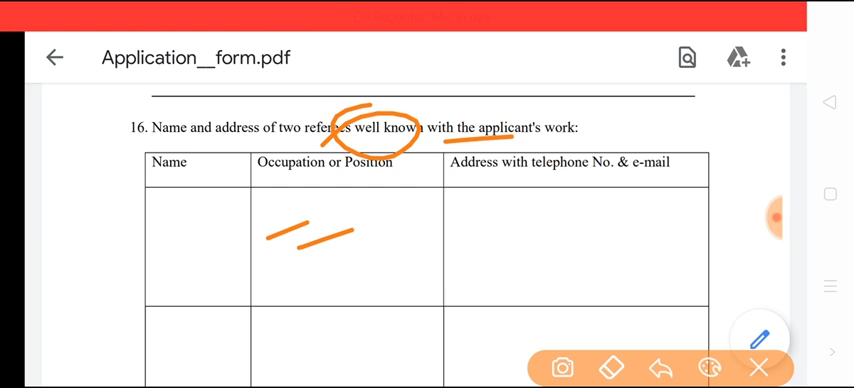 Application__form.pdf
16. Name and address of two referees well known with the applicant's work:
Name Occupation or Position Address with telephone No. & e-mail